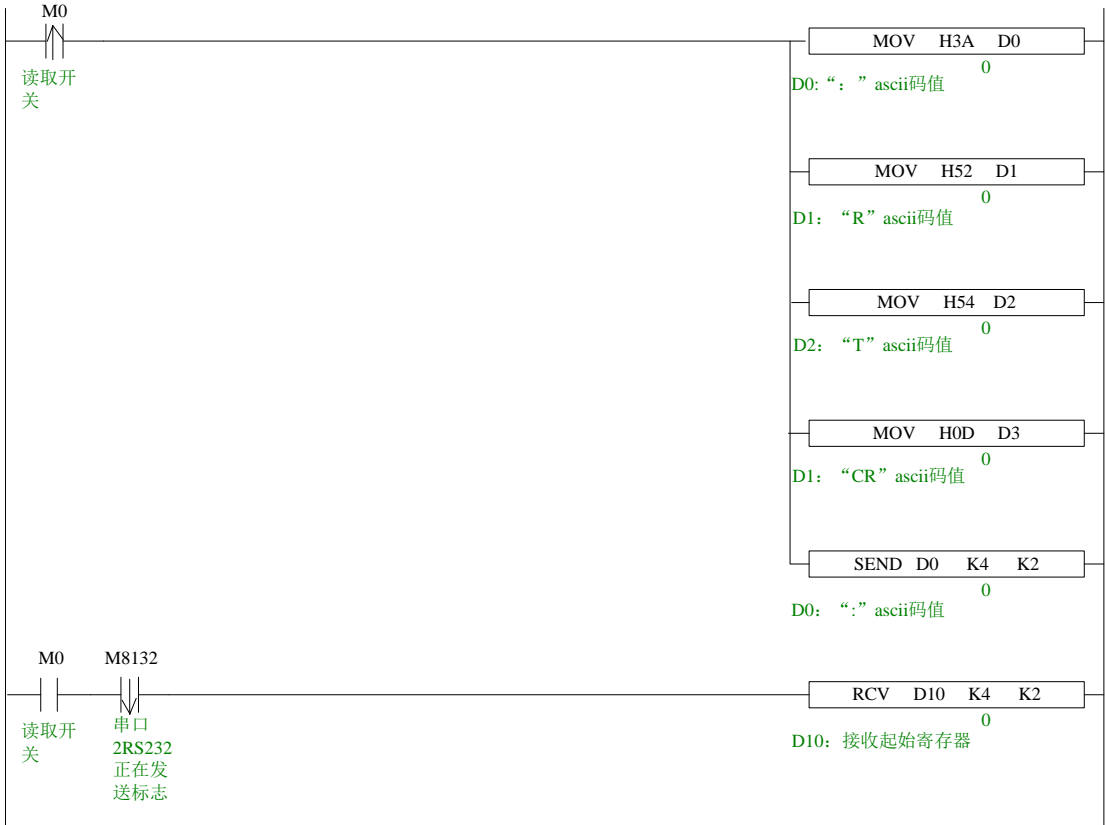 M0
MOV H3A D0
0
读取开
关
D0:“：”ascii码值
MOV H52 D1
0
D1：“R”ascii码值
MOV H54 D2
0
D2：“T”ascii码值
MOV H0D D3
0
D1：“CR”ascii码值
SEND D0 K4 K2
0
D0：“:”ascii码值
M0 M8132
RCV D10 K4 K2
0
读取开
关
串口
2RS232
正在发
送标志
D10：接收起始寄存器